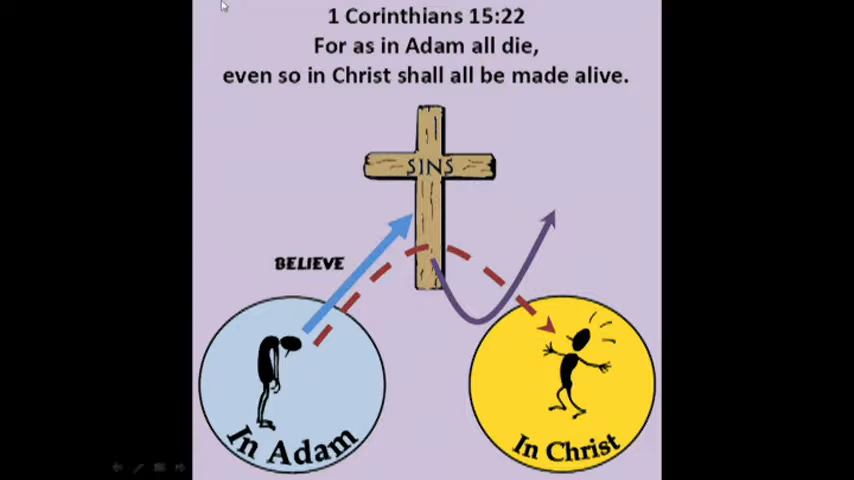 1 Corinthians 15:22
For as in Adam all die,
even so in Christ shall all be made alive.
SINS
BELIEVE
In Adam
In Christ